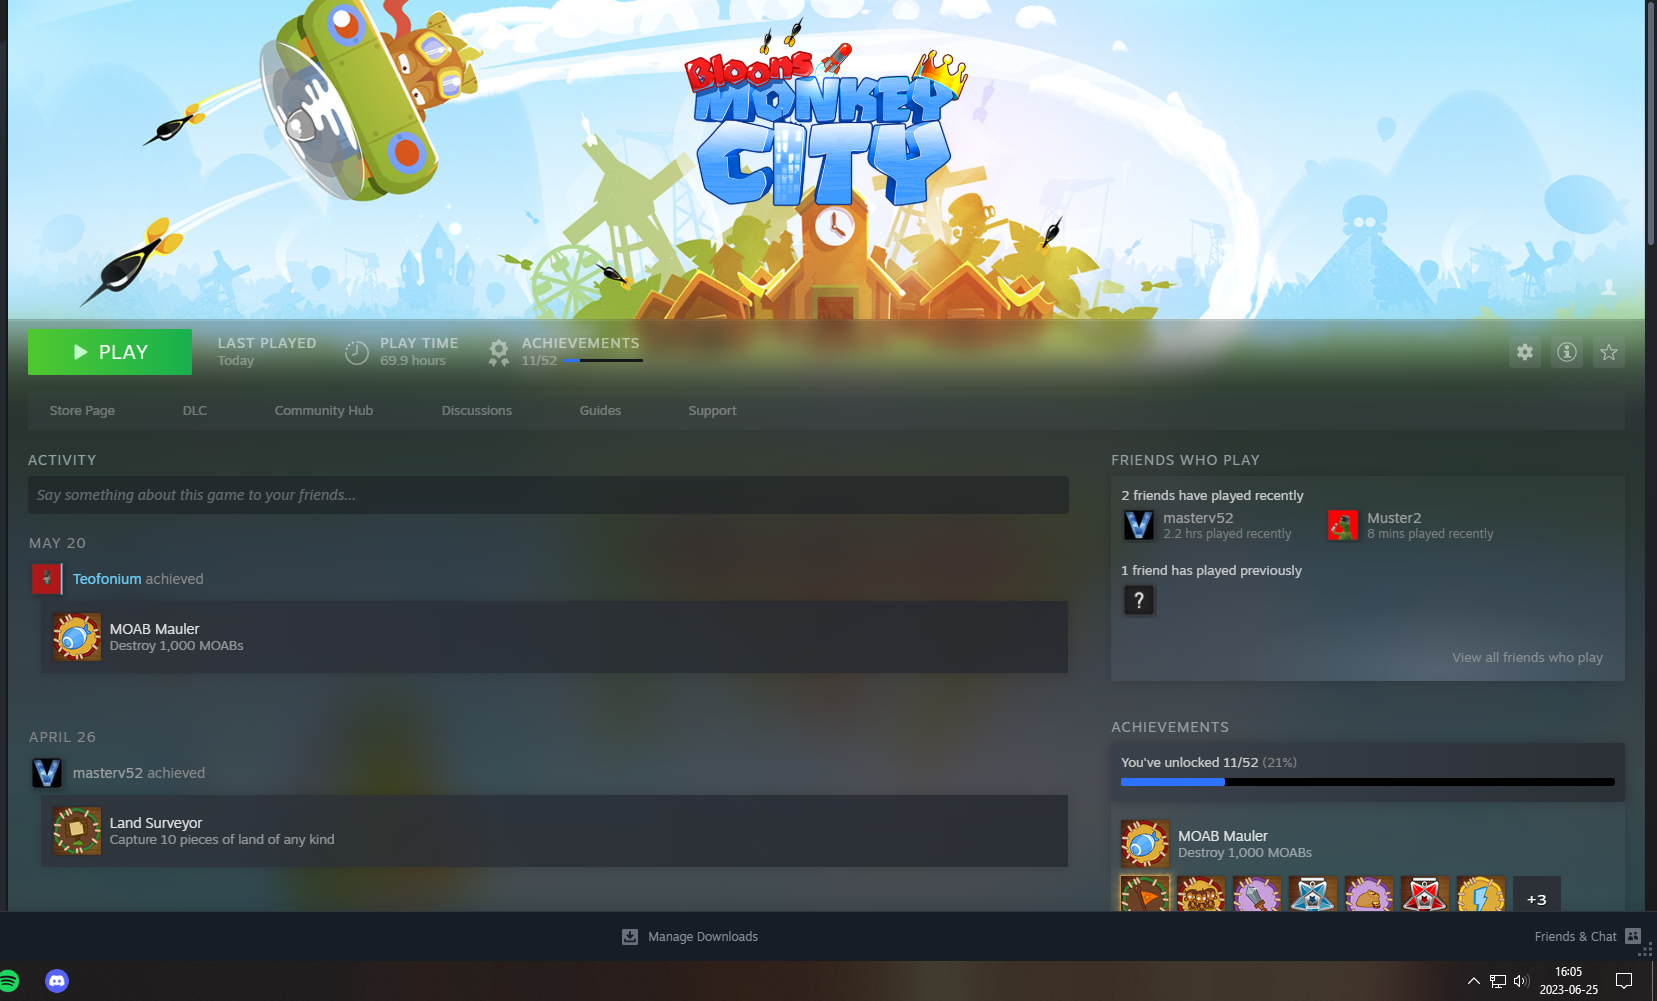 Bloons
MONKEY
CITY
PLAY
LAST PLAYED
Today
PLAY TIME
69.9 hours
ACHIEVEMENTS
11/52
Store Page
DLC
Community Hub
Discussions
Guides
Support
ACTIVITY
Say something about this game to your friends...
MAY 20
Teofonium achieved
MOAB Mauler
Destroy 1,000 MOABs
APRIL 26
masterv52 achieved
Land Surveyor
Capture 10 pieces of land of any kind
FRIENDS WHO PLAY
2 friends have played recently
masterv52
2.2 hrs played recently
Muster2
8 mins played recently
1 friend has played previously
?
View all friends who play
ACHIEVEMENTS
You've unlocked 11/52 (21%)
MOAB Mauler
Destroy 1,000 MOABs
+3
Manage Downloads
Friends & Chat
16:05
2023-06-25